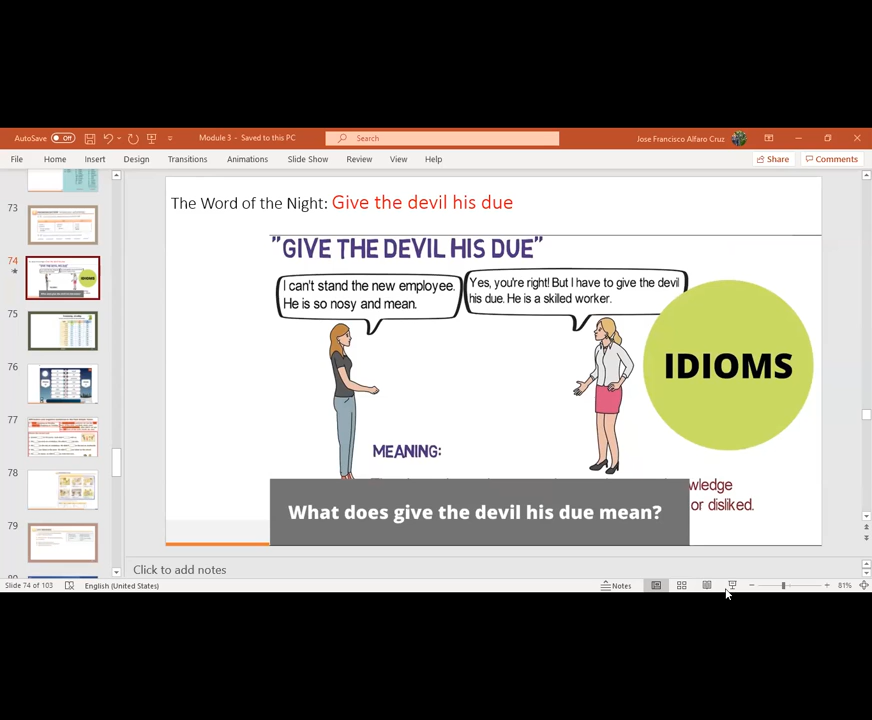 AutoSave Off Module 3 - Saved to this PC Search Jose Francisco Alfaro Cruz
File Home Insert Design Transitions Animations Slide Show Review View Help Share Comments
73
74
75
76
77
78
79
The Word of the Night: Give the devil his due
"GIVE THE DEVIL HIS DUE"
I can't stand the new employee.
He is so nosy and mean.
Yes, you're right! But I have to give the devil
his due. He is a skilled worker.
IDIOMS
MEANING:
wledge
or disliked.
What does give the devil his due mean?
Click to add notes
Slide 74 of 103 English (United States) Notes 81%